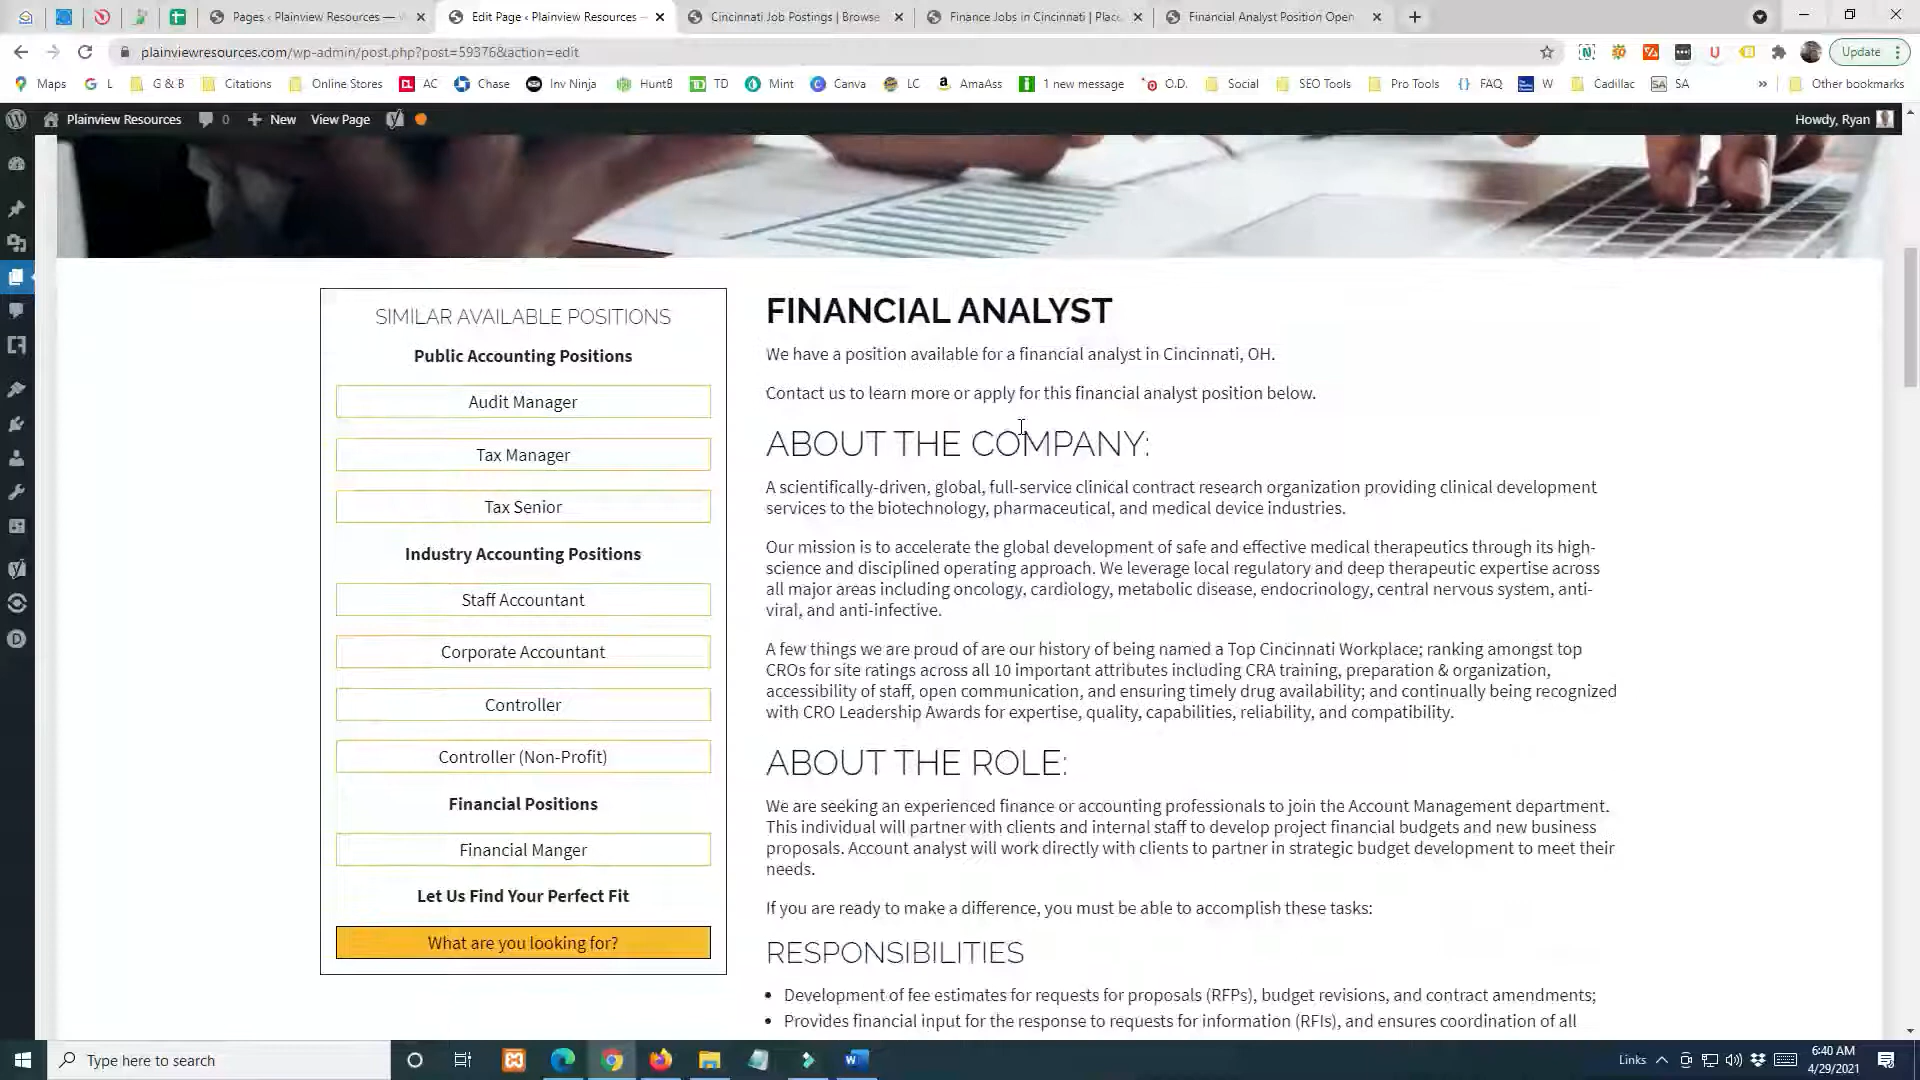 Pages ‹ Plainview Resources —
Edit Page ‹ Plainview Resources
Cincinnati Job Postings | Browse
Finance Jobs in Cincinnati | Plac
Financial Analyst Position Open
plainviewresources.com/wp-admin/post.php?post=59376&action=edit
Update
Maps
G L
G & B
Citations
Online Stores
AC
Chase
Inv Ninja
HuntB
TD
Mint
Canva
LC
AmaAss
1 new message
O.D.
Social
SEO Tools
Pro Tools
FAQ
W
Cadillac
SA SA
»
Other bookmarks
Plainview Resources
0
New
View Page
Howdy, Ryan
SIMILAR AVAILABLE POSITIONS
Public Accounting Positions
Audit Manager
Tax Manager
Tax Senior
Industry Accounting Positions
Staff Accountant
Corporate Accountant
Controller
Controller (Non-Profit)
Financial Positions
Financial Manger
Let Us Find Your Perfect Fit
What are you looking for?
FINANCIAL ANALYST
We have a position available for a financial analyst in Cincinnati, OH.
Contact us to learn more or apply for this financial analyst position below.
ABOUT THE COMPANY:
A scientifically-driven, global, full-service clinical contract research organization providing clinical development
services to the biotechnology, pharmaceutical, and medical device industries.
Our mission is to accelerate the global development of safe and effective medical therapeutics through its high-
science and disciplined operating approach. We leverage local regulatory and deep therapeutic expertise across
all major areas including oncology, cardiology, metabolic disease, endocrinology, central nervous system, anti-
viral, and anti-infective.
A few things we are proud of are our history of being named a Top Cincinnati Workplace; ranking amongst top
CROs for site ratings across all 10 important attributes including CRA training, preparation & organization,
accessibility of staff, open communication, and ensuring timely drug availability; and continually being recognized
with CRO Leadership Awards for expertise, quality, capabilities, reliability, and compatibility.
ABOUT THE ROLE:
We are seeking an experienced finance or accounting professionals to join the Account Management department.
This individual will partner with clients and internal staff to develop project financial budgets and new business
proposals. Account analyst will work directly with clients to partner in strategic budget development to meet their
needs.
If you are ready to make a difference, you must be able to accomplish these tasks:
RESPONSIBILITIES
• Development of fee estimates for requests for proposals (RFPs), budget revisions, and contract amendments;
• Provides financial input for the response to requests for information (RFIs), and ensures coordination of all
Type here to search
Links
6:40 AM
4/29/2021